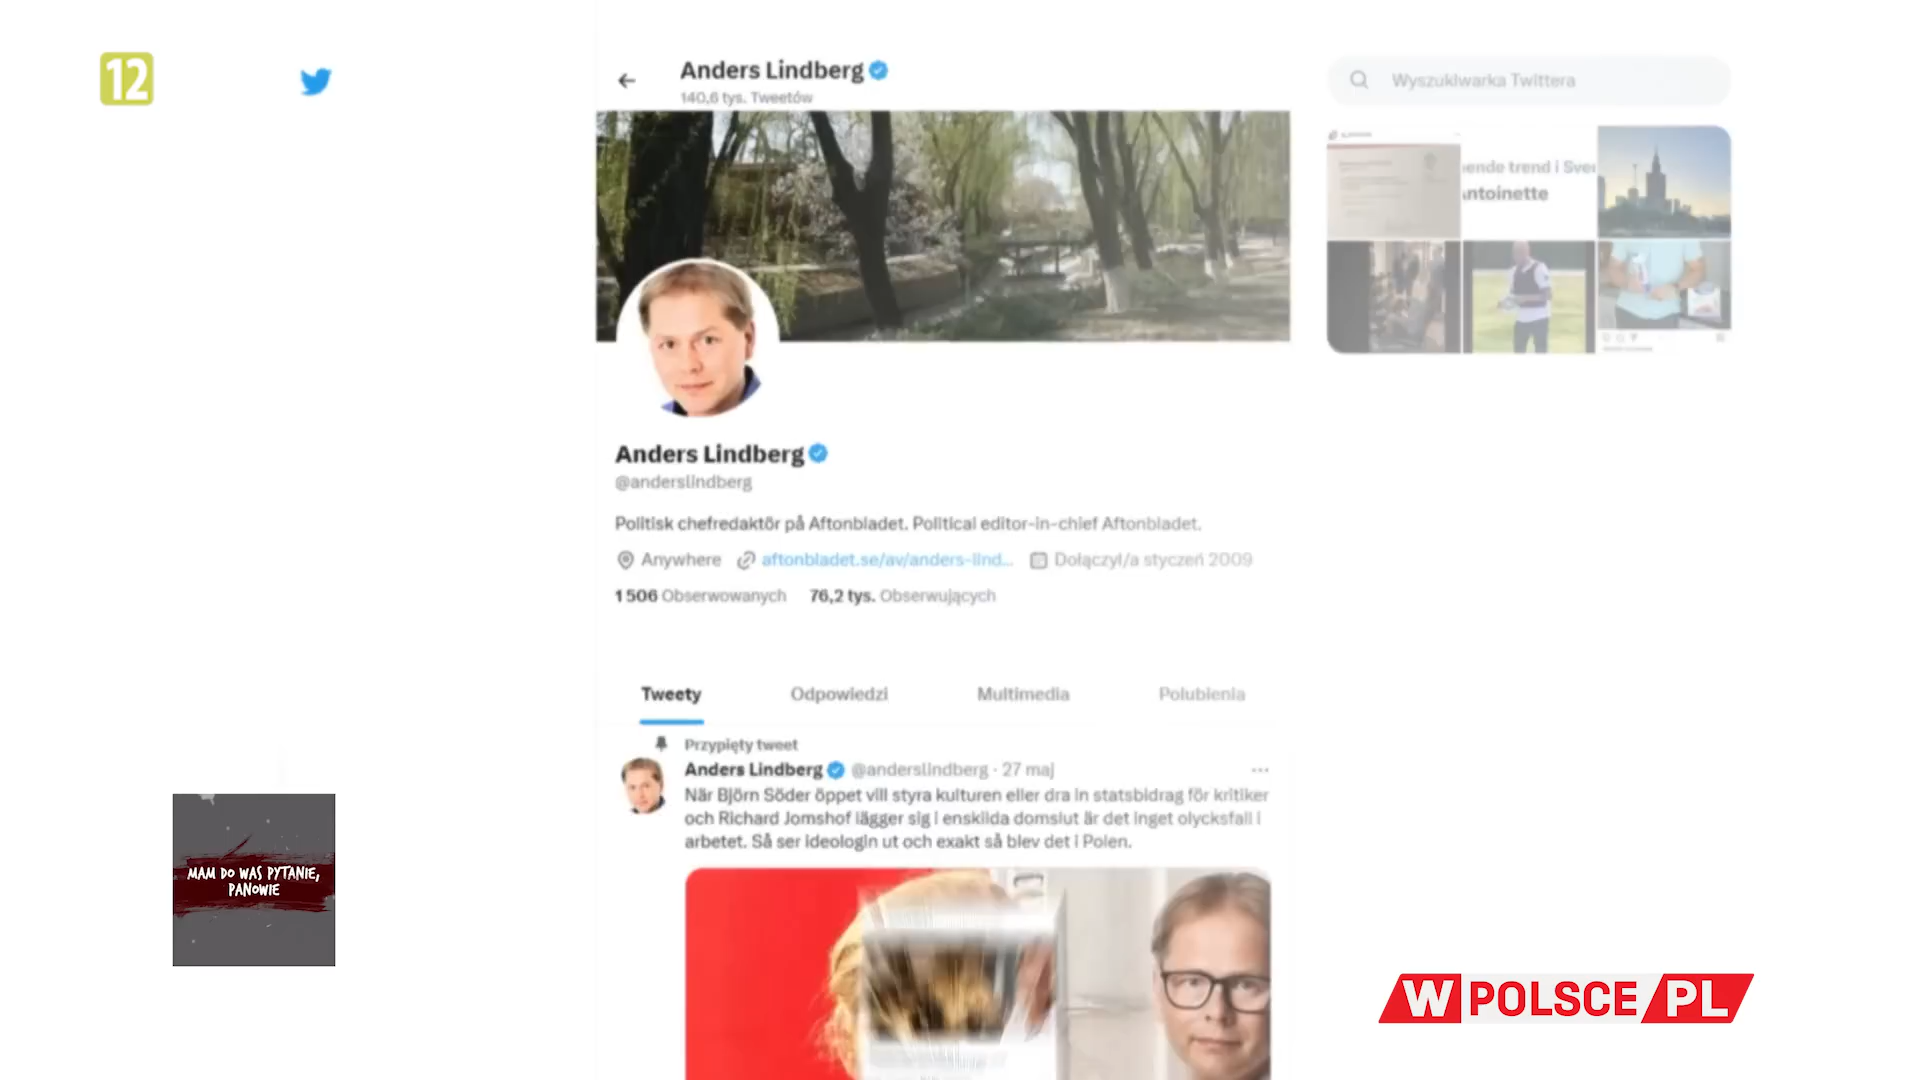 12
Anders Lindberg
140,6 tys. Tweetów
Wyszukiwarka Twittera
ende trend i Sver
ntoinette
Anders Lindberg
@anderslindberg
Politisk chefredaktör på Aftonbladet. Political editor-in-chief Aftonbladet.
Anywhere aftonbladet.se/av/anders-lind... Dołączył/a styczeń 2009
1 506 Obserwowanych 76,2 tys. Obserwujących
Tweety Odpowiedzi Multimedia Polubienia
Przypięty tweet
Anders Lindberg @anderslindberg · 27 maj
När Björn Söder öppet vill styra kulturen eller dra in statsbidrag för kritiker
och Richard Jomshof lägger sig i enskilda domslut är det inget olycksfall i
arbetet. Så ser ideologin ut och exakt så blev det i Polen.
MAM DO WAS PYTANIE,
PANOWIE
WPOLSCE/PL